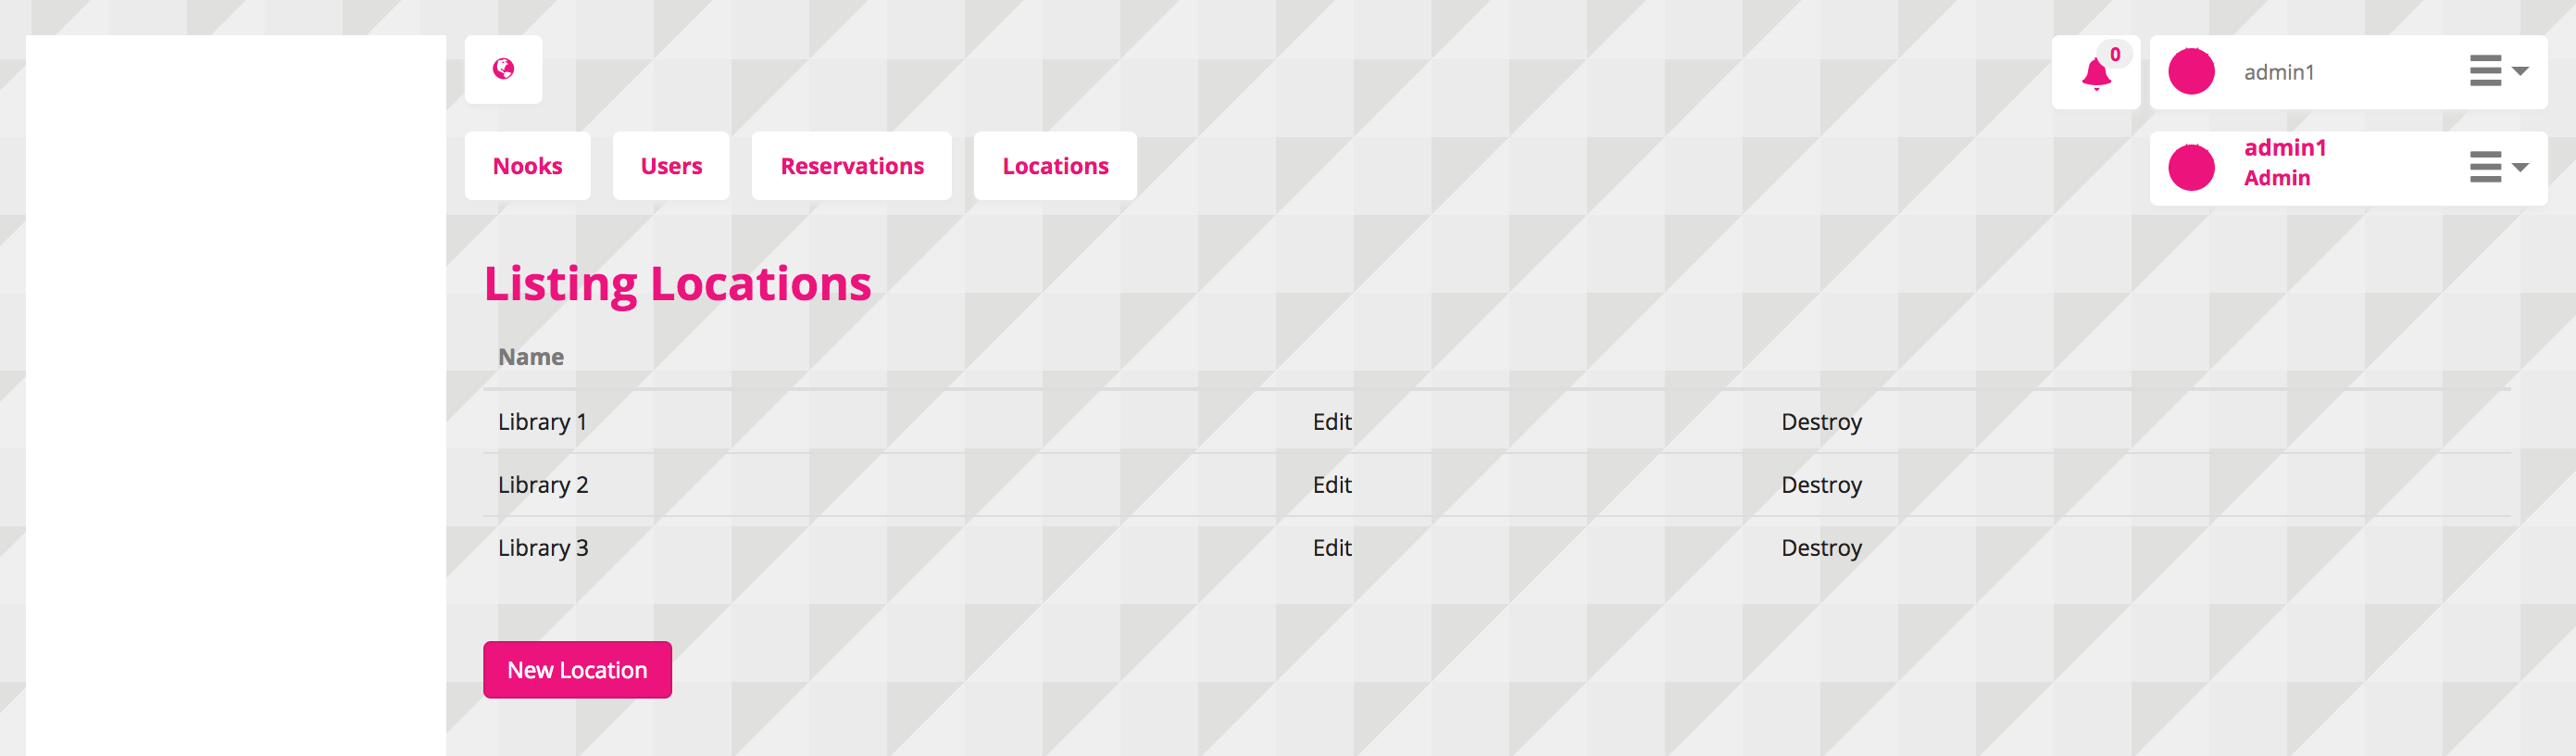 0
admin1
Nooks Users Reservations Locations
admin1
Admin
Listing Locations
Name
Library 1 Edit Destroy
Library 2 Edit Destroy
Library 3 Edit Destroy
New Location